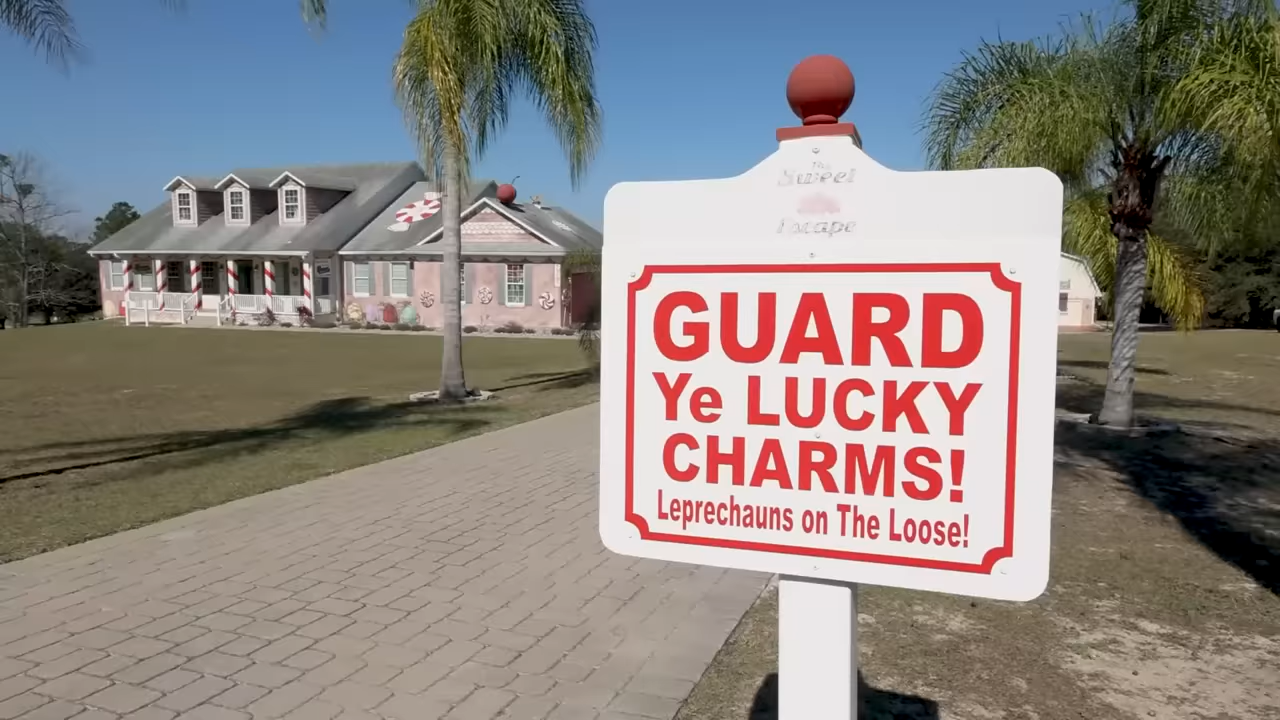 The
Sweet
Escape
GUARD
Ye LUCKY
CHARMS!
Leprechauns on The Loose!